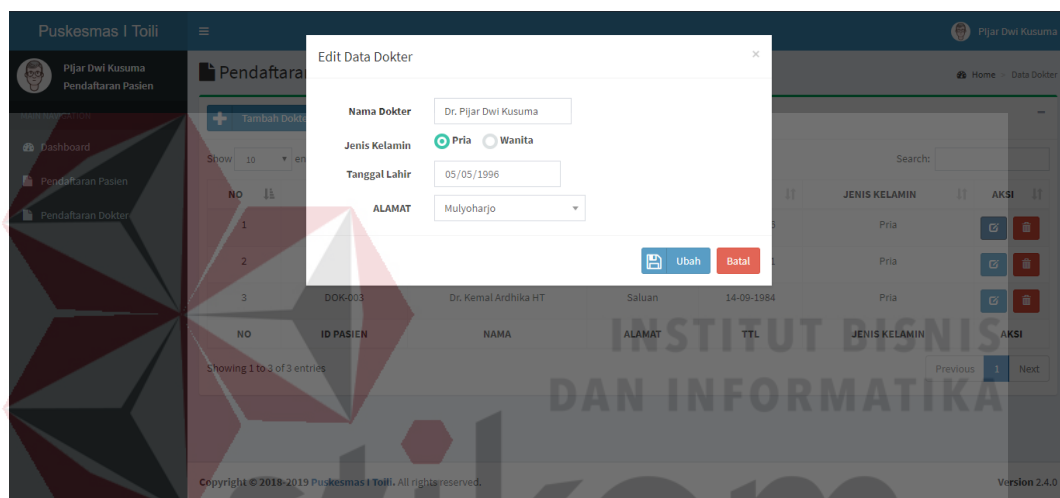 Puskesmas I Toili
Pijar Dwi Kusuma
Pijar Dwi Kusuma
Pendaftaran Pasien
MAIN NAVIGATION
Dashboard
Pendaftaran Pasien
Pendaftaran Dokter
Pendaftaran
Home > Data Dokter
Tambah Dokte
Edit Data Dokter ×
Nama Dokter Dr. Pijar Dwi Kusuma
Jenis Kelamin Pria Wanita
Tanggal Lahir 05/05/1996
ALAMAT Mulyoharjo
Ubah Batal
Show 10 en Search:
NO JENIS KELAMIN AKSI
1 Pria
2 Pria
3 DOK-003 Dr. Kemal Ardhika HT Saluan 14-09-1984 Pria
NO ID PASIEN NAMA ALAMAT TTL JENIS KELAMIN AKSI
Showing 1 to 3 of 3 entries Previous 1 Next
INSTITUT BISNIS
DAN INFORMATIKA
Copyright © 2018-2019 Puskesmas I Toili. All rights reserved. Version 2.4.0